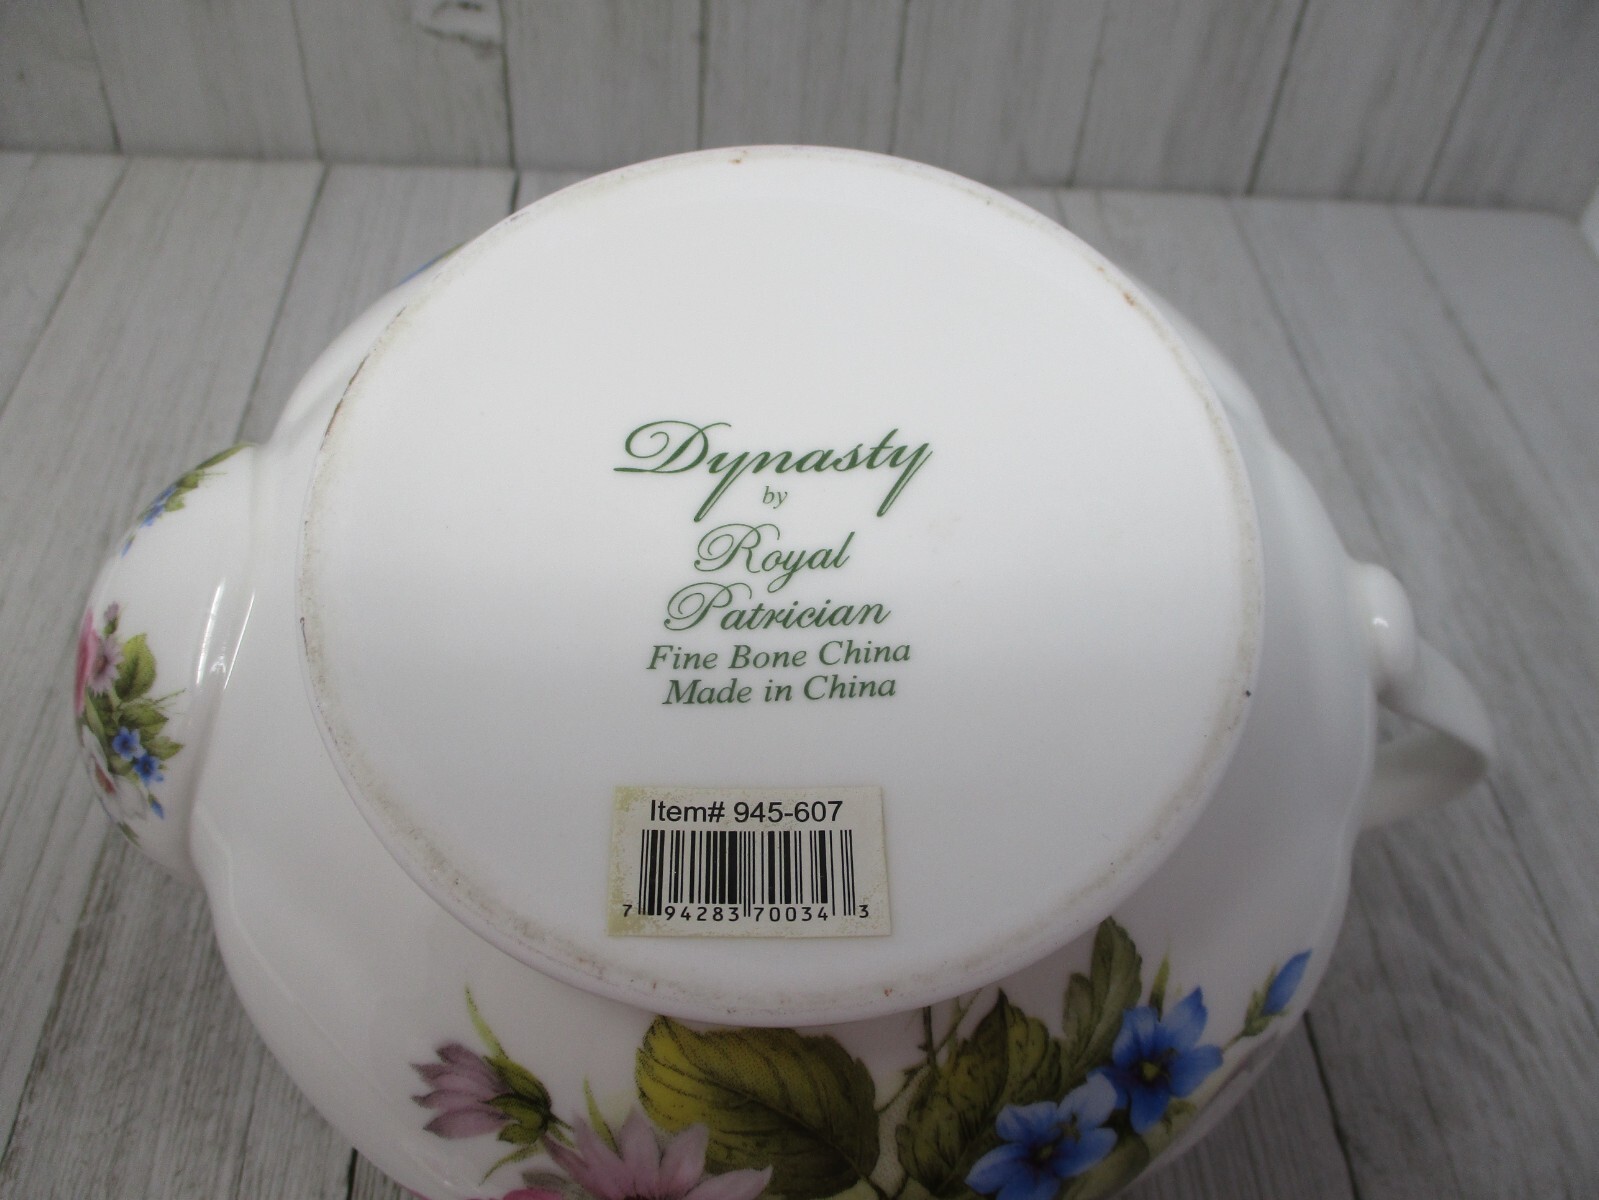 Dynasty
by
Royal
Patrician
Fine Bone China
Made in China
Item# 945-607
7 94283 70034 3